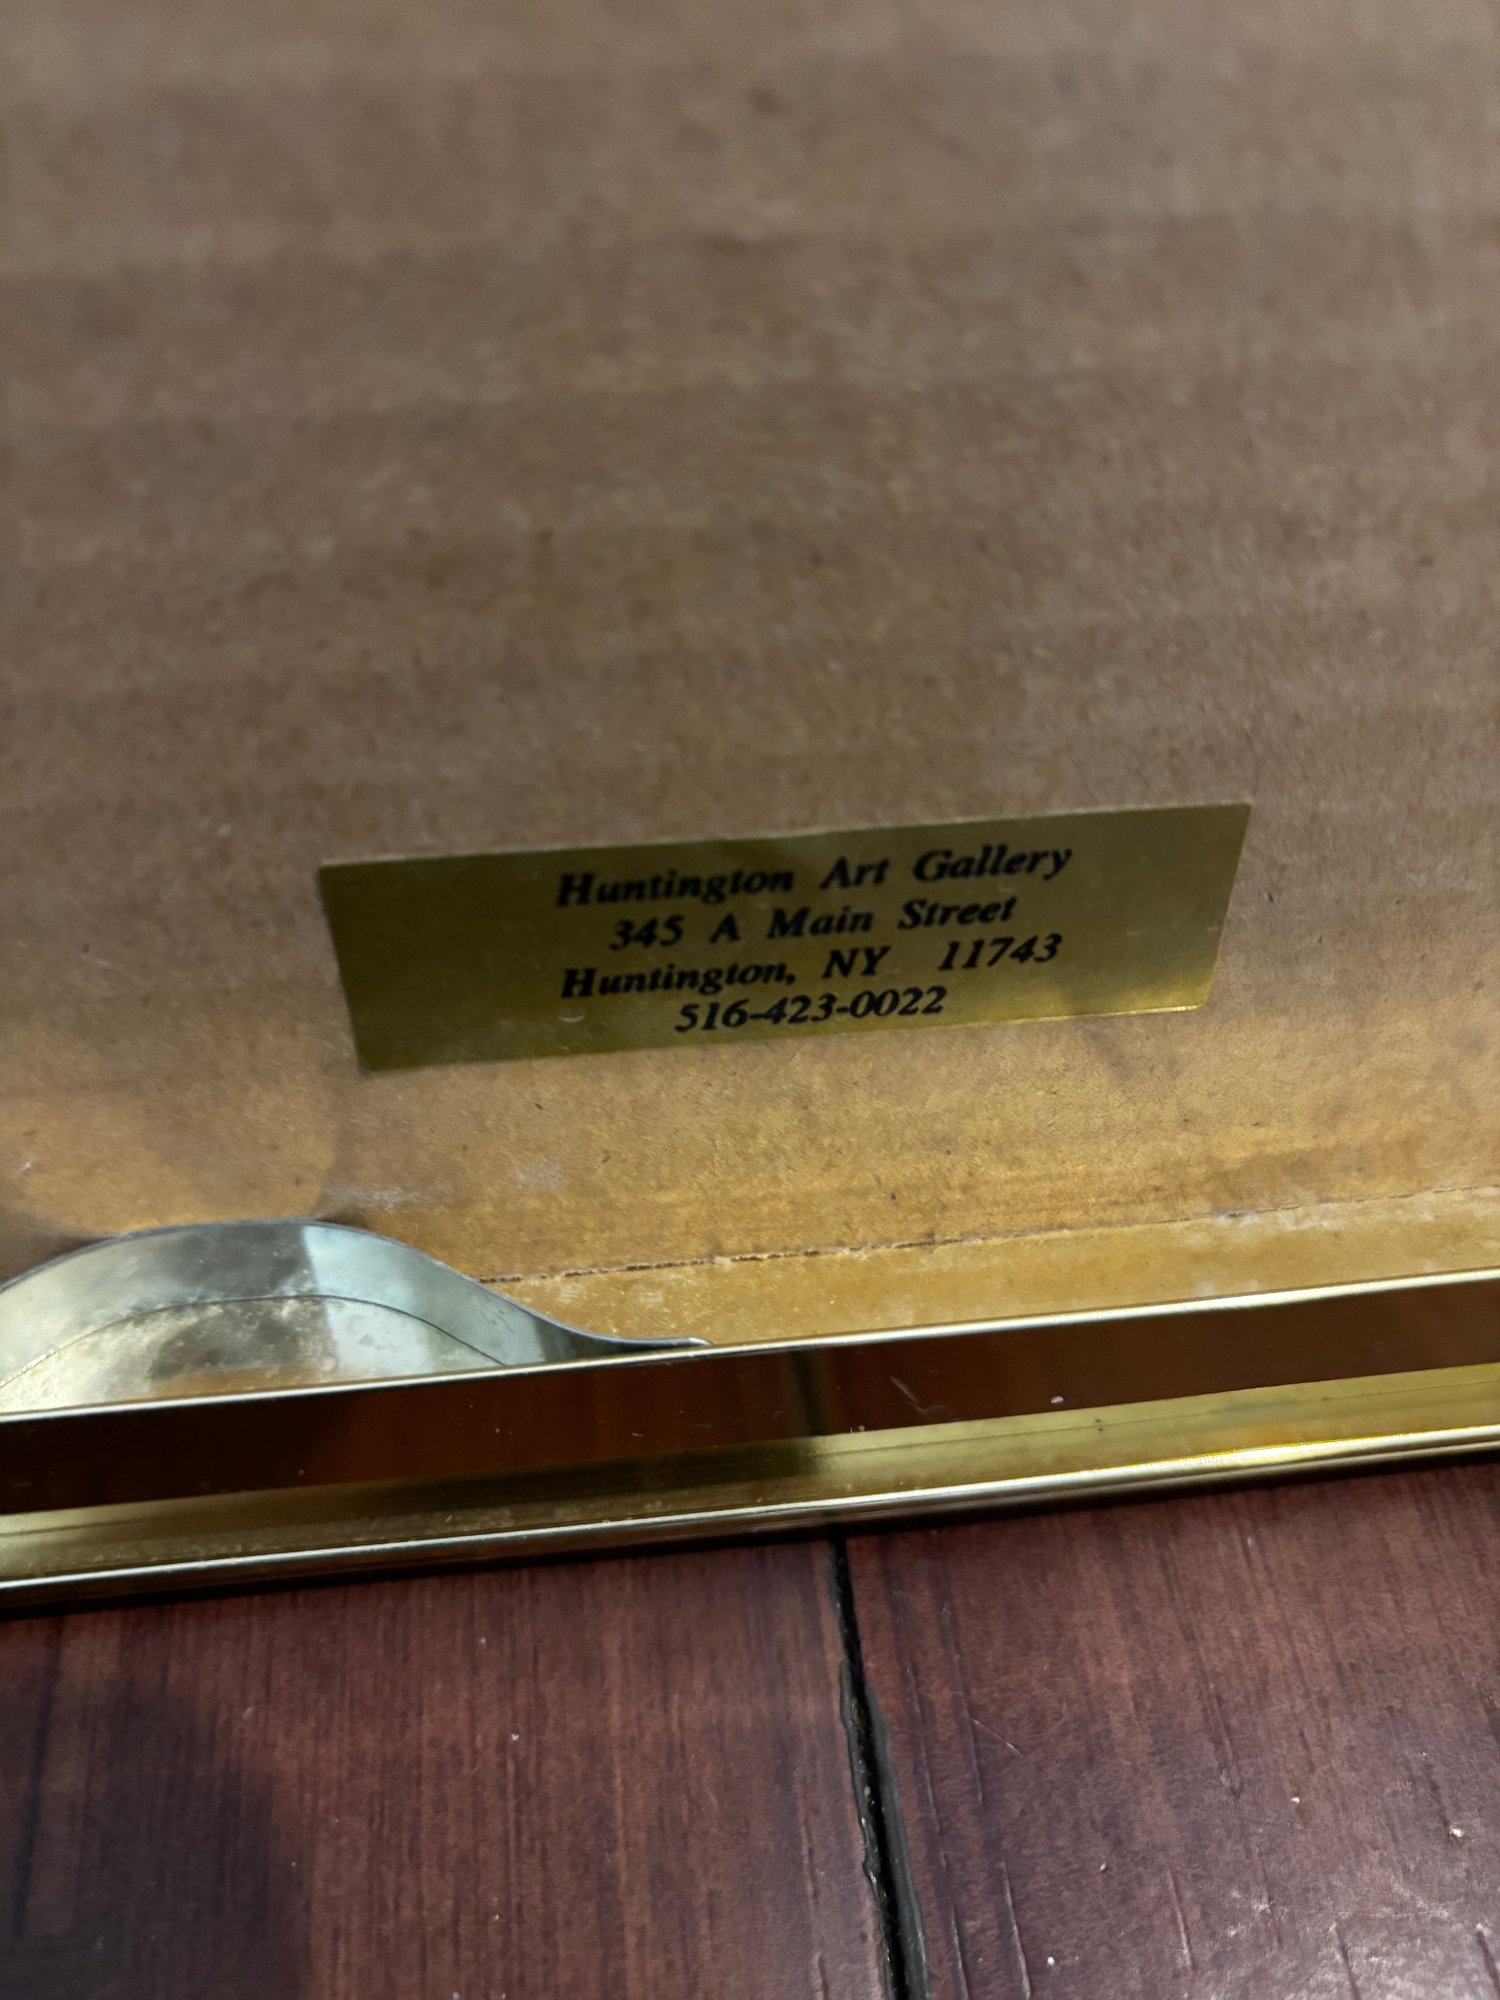 Huntington Art Gallery
345 A Main Street
Huntington, NY 11743
516-423-0022